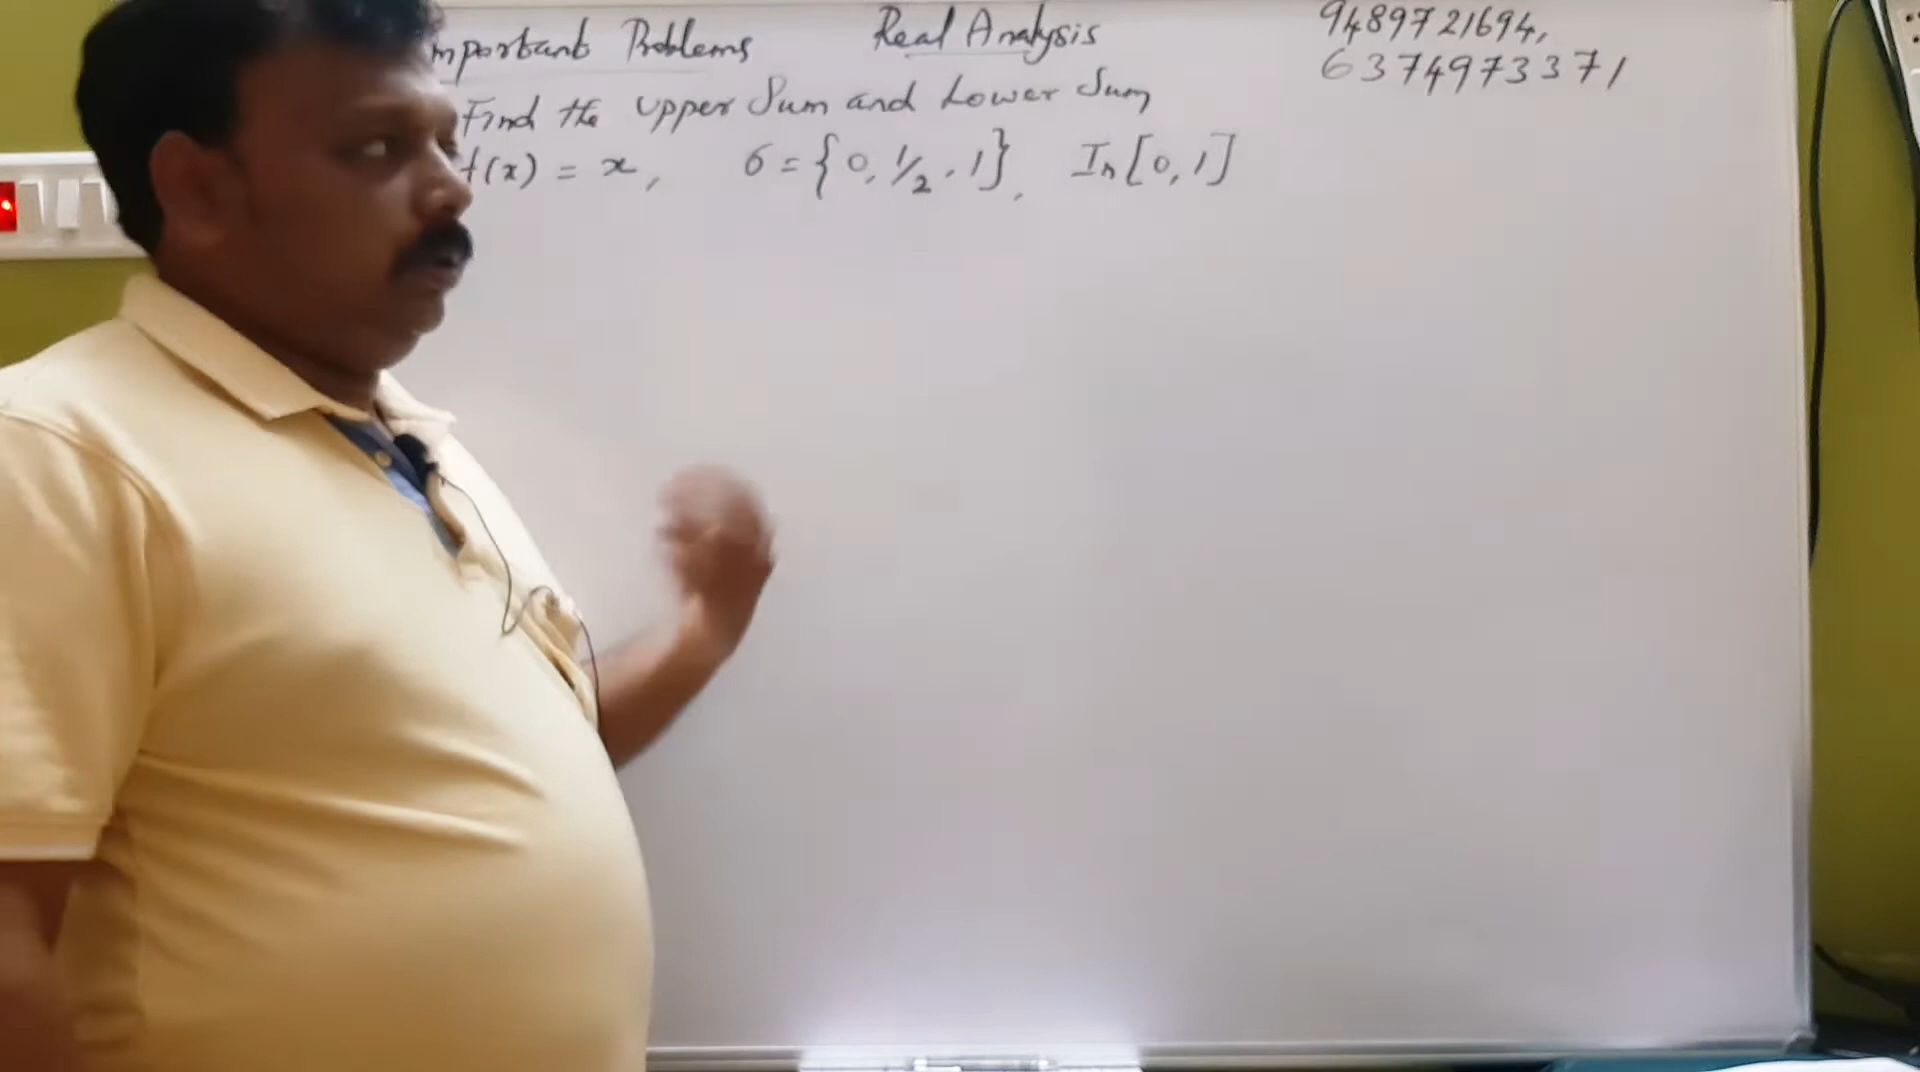 mportant Problems Real Analysis
Find the Upper Sum and Lower Sum
f(x) = x, σ = {0, 1/2, 1}, In [0, 1]
9489721694,
6374973371